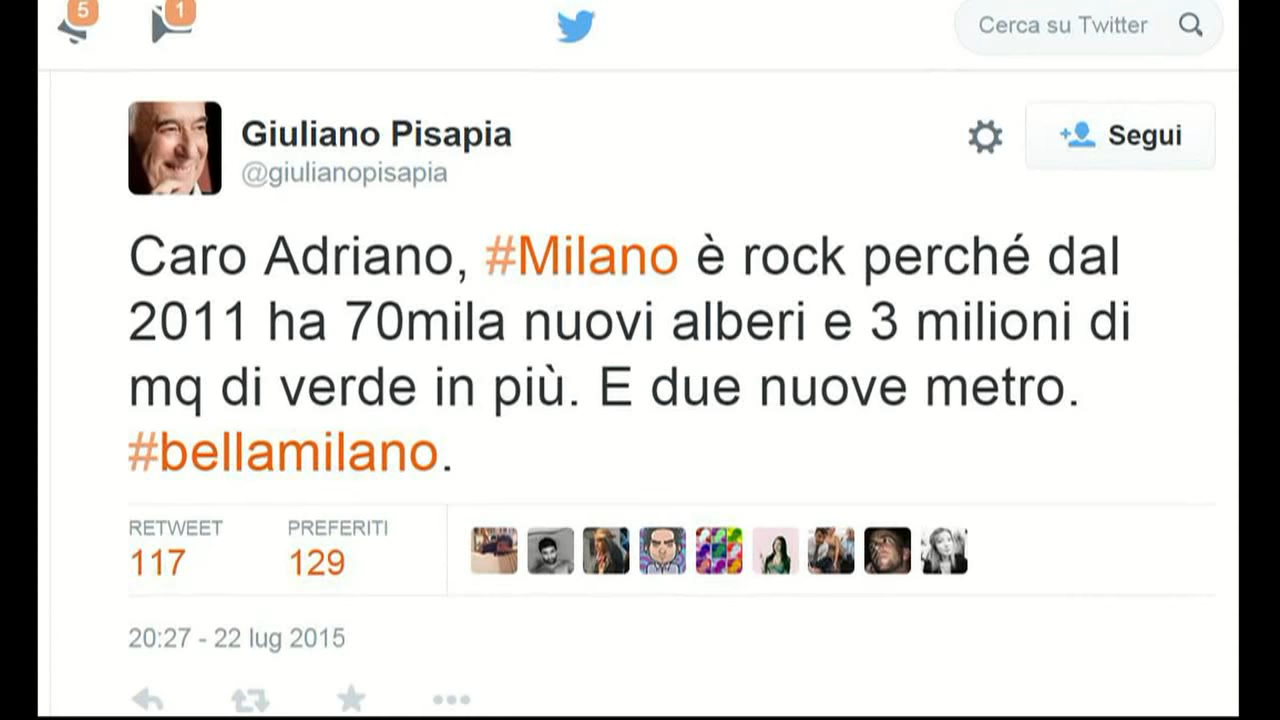 5
1
Cerca su Twitter
Giuliano Pisapia
@giulianopisapia
Segui
Caro Adriano, #Milano è rock perché dal
2011 ha 70mila nuovi alberi e 3 milioni di
mq di verde in più. E due nuove metro.
#bellamilano.
RETWEET
117
PREFERITI
129
20:27 - 22 lug 2015